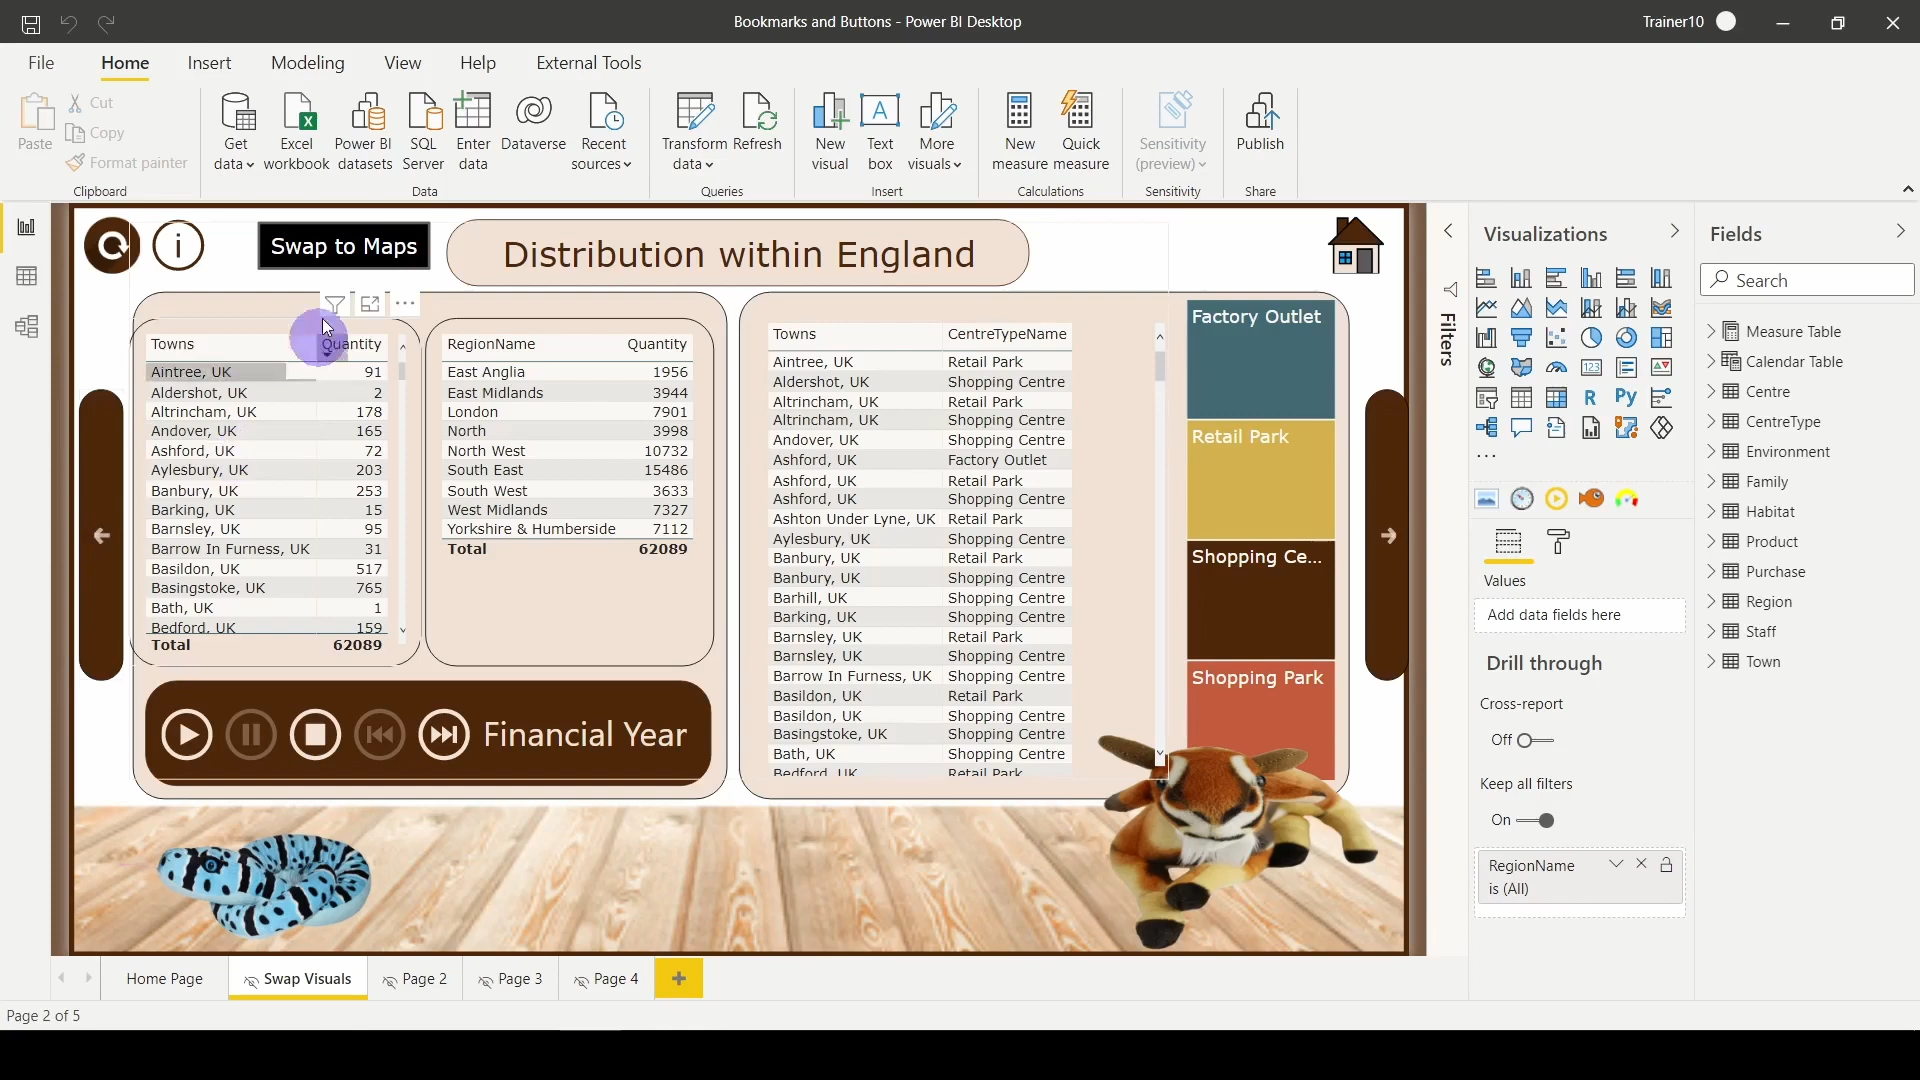 Bookmarks and Buttons - Power BI Desktop
Trainer10
File Home Insert Modeling View Help External Tools
Paste
Cut
Copy
Format painter
Clipboard
Get data
Excel workbook
Power BI datasets
SQL Server
Enter data
Dataverse
Recent sources
Data
Transform data
Refresh
Queries
New visual
Text box
More visuals
Insert
New measure
Quick measure
Calculations
Sensitivity (preview)
Sensitivity
Publish
Share
Swap to Maps
Distribution within England
Towns Quantity
Aintree, UK 91
Aldershot, UK 2
Altrincham, UK 178
Andover, UK 165
Ashford, UK 72
Aylesbury, UK 203
Banbury, UK 253
Barking, UK 15
Barnsley, UK 95
Barrow In Furness, UK 31
Basildon, UK 517
Basingstoke, UK 765
Bath, UK 1
Bedford, UK 159
Total 62089
RegionName Quantity
East Anglia 1956
East Midlands 3944
London 7901
North 3998
North West 10732
South East 15486
South West 3633
West Midlands 7327
Yorkshire & Humberside 7112
Total 62089
Financial Year
Towns CentreTypeName
Aintree, UK Retail Park
Aldershot, UK Shopping Centre
Altrincham, UK Retail Park
Altrincham, UK Shopping Centre
Andover, UK Shopping Centre
Ashford, UK Factory Outlet
Ashford, UK Retail Park
Ashford, UK Shopping Centre
Ashton Under Lyne, UK Retail Park
Aylesbury, UK Shopping Centre
Banbury, UK Retail Park
Banbury, UK Shopping Centre
Barhill, UK Shopping Centre
Barking, UK Shopping Centre
Barnsley, UK Retail Park
Barnsley, UK Shopping Centre
Barrow In Furness, UK Shopping Centre
Basildon, UK Retail Park
Basildon, UK Shopping Centre
Basingstoke, UK Shopping Centre
Bath, UK Shopping Centre
Bedford, UK Retail Park
Factory Outlet
Retail Park
Shopping Ce...
Shopping Park
Filters
Visualizations
R Py
123
Values
Add data fields here
Drill through
Cross-report
Off
Keep all filters
On
RegionName
is (All)
Fields
Search
Measure Table
Calendar Table
Centre
CentreType
Environment
Family
Habitat
Product
Purchase
Region
Staff
Town
Home Page
Swap Visuals
Page 2
Page 3
Page 4
Page 2 of 5